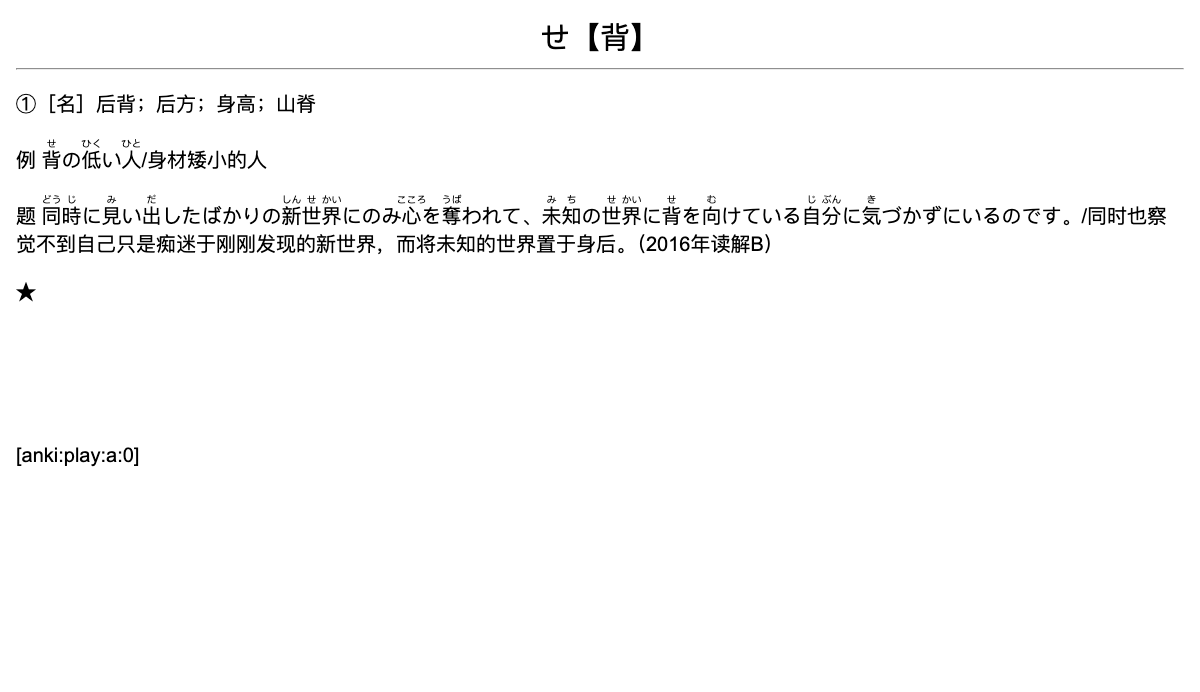 せ【背】
①［名］后背；后方；身高；山脊
せ ひく ひと
例 背の低い人/身材矮小的人
どう じ み だ しん せ かい こころ うば み ち せ かい せ む じ ぶん き
题 同時に見い出したばかりの新世界にのみ心を奪われて、未知の世界に背を向けている自分に気づかずにいるのです。/同时也察
觉不到自己只是痴迷于刚刚发现的新世界，而将未知的世界置于身后。（2016年读解B）
★
[anki:play:a:0]